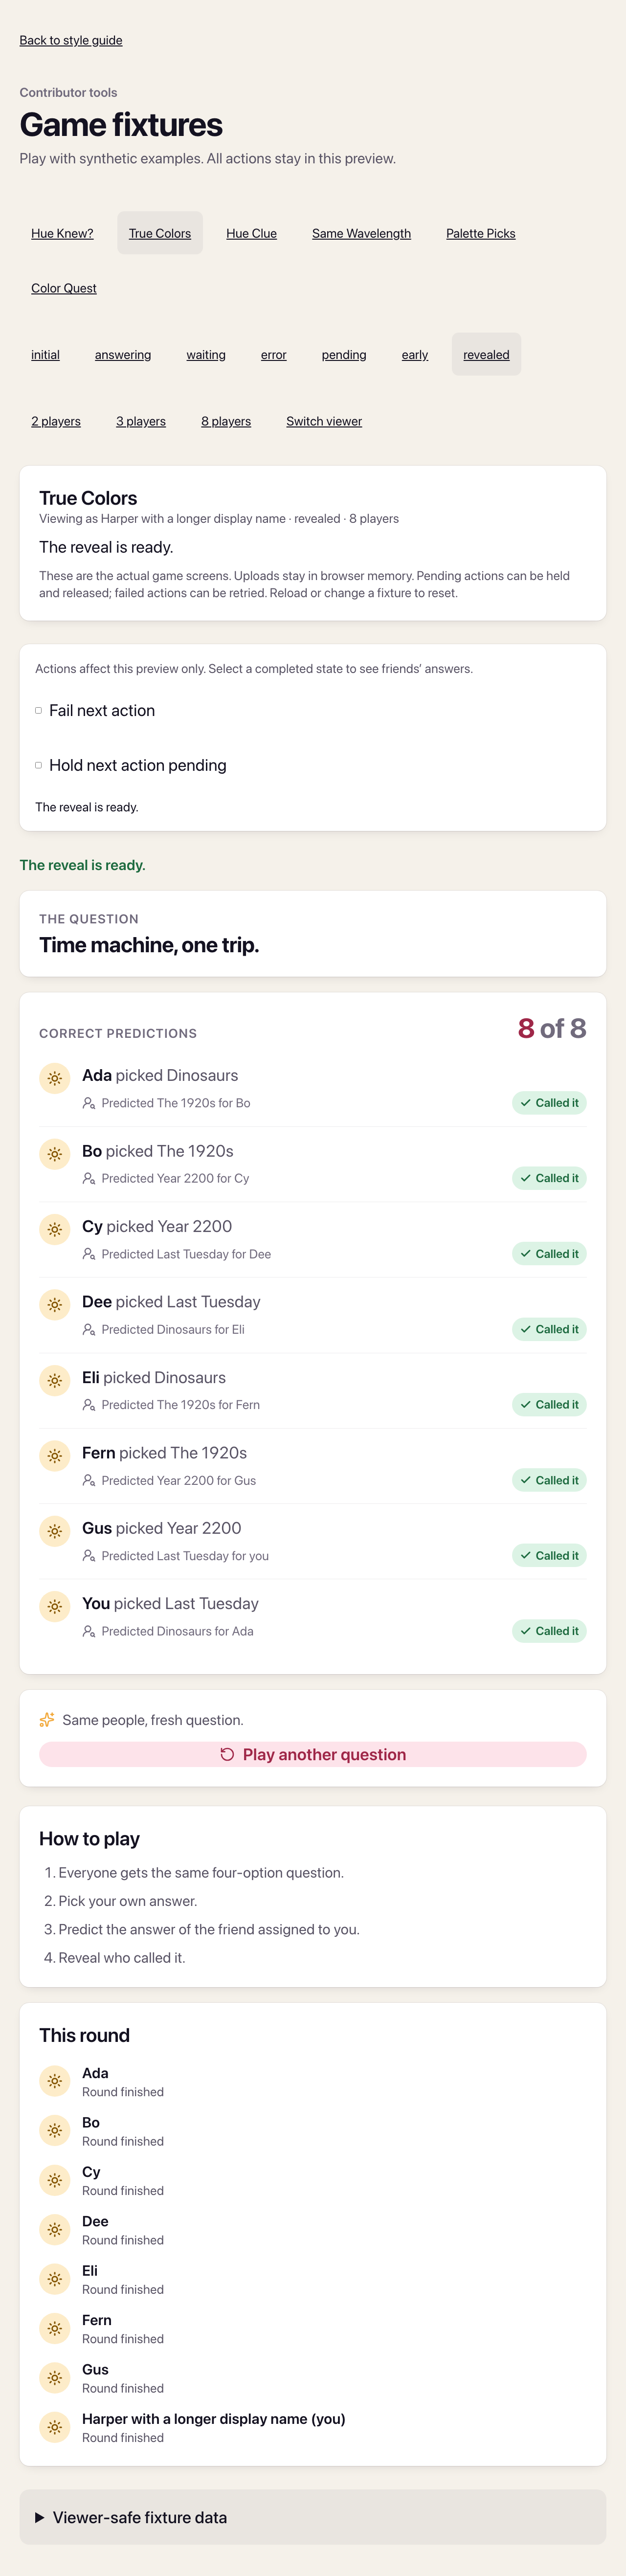 Back to style guide
Contributor tools
Game fixtures
Play with synthetic examples. All actions stay in this preview.
Hue Knew? True Colors Hue Clue Same Wavelength Palette Picks
Color Quest
initial answering waiting error pending early revealed
2 players 3 players 8 players Switch viewer
True Colors
Viewing as Harper with a longer display name · revealed · 8 players
The reveal is ready.
These are the actual game screens. Uploads stay in browser memory. Pending actions can be held
and released; failed actions can be retried. Reload or change a fixture to reset.
Actions affect this preview only. Select a completed state to see friends’ answers.
Fail next action
Hold next action pending
The reveal is ready.
The reveal is ready.
THE QUESTION
Time machine, one trip.
CORRECT PREDICTIONS 8 of 8
Ada picked Dinosaurs
Predicted The 1920s for Bo Called it
Bo picked The 1920s
Predicted Year 2200 for Cy Called it
Cy picked Year 2200
Predicted Last Tuesday for Dee Called it
Dee picked Last Tuesday
Predicted Dinosaurs for Eli Called it
Eli picked Dinosaurs
Predicted The 1920s for Fern Called it
Fern picked The 1920s
Predicted Year 2200 for Gus Called it
Gus picked Year 2200
Predicted Last Tuesday for you Called it
You picked Last Tuesday
Predicted Dinosaurs for Ada Called it
Same people, fresh question.
Play another question
How to play
1. Everyone gets the same four-option question.
2. Pick your own answer.
3. Predict the answer of the friend assigned to you.
4. Reveal who called it.
This round
Ada
Round finished
Bo
Round finished
Cy
Round finished
Dee
Round finished
Eli
Round finished
Fern
Round finished
Gus
Round finished
Harper with a longer display name (you)
Round finished
Viewer-safe fixture data